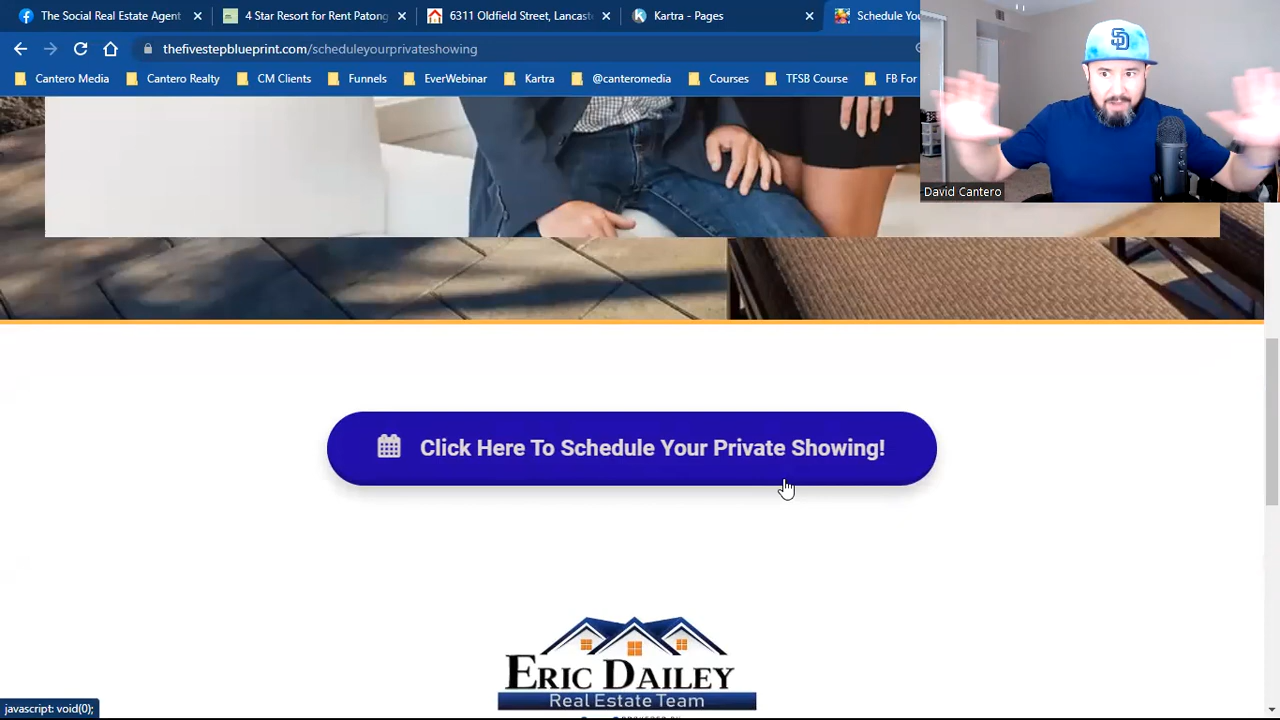 The Social Real Estate Agent
4 Star Resort for Rent Patong
6311 Oldfield Street, Lancast
Kartra - Pages
Schedule You
thefivestepblueprint.com/scheduleyourprivateshowing
Cantero Media
Cantero Realty
CM Clients
Funnels
EverWebinar
Kartra
@canteromedia
Courses
TFSB Course
FB For
SD
David Cantero
Click Here To Schedule Your Private Showing!
ERIC DAILEY
Real Estate Team
javascript: void(0);